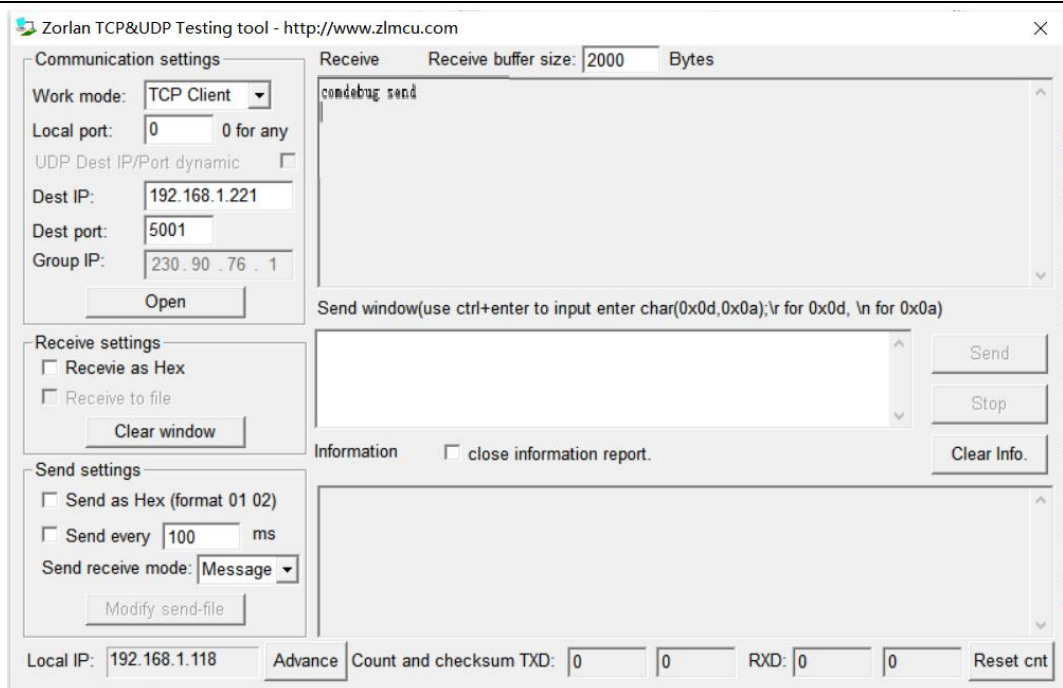 Zorlan TCP&UDP Testing tool - http://www.zlmcu.com
Communication settings
Work mode: TCP Client
Local port: 0 0 for any
UDP Dest IP/Port dynamic
Dest IP: 192.168.1.221
Dest port: 5001
Group IP: 230 . 90 . 76 . 1
Open
Receive settings
Recevie as Hex
Receive to file
Clear window
Send settings
Send as Hex (format 01 02)
Send every 100 ms
Send receive mode: Message
Modify send-file
Receive Receive buffer size: 2000 Bytes
comdebug send
Send window(use ctrl+enter to input enter char(0x0d,0x0a);\r for 0x0d, \n for 0x0a)
Send
Stop
Information close information report.
Clear Info.
Local IP: 192.168.1.118 Advance Count and checksum TXD: 0 0 RXD: 0 0 Reset cnt